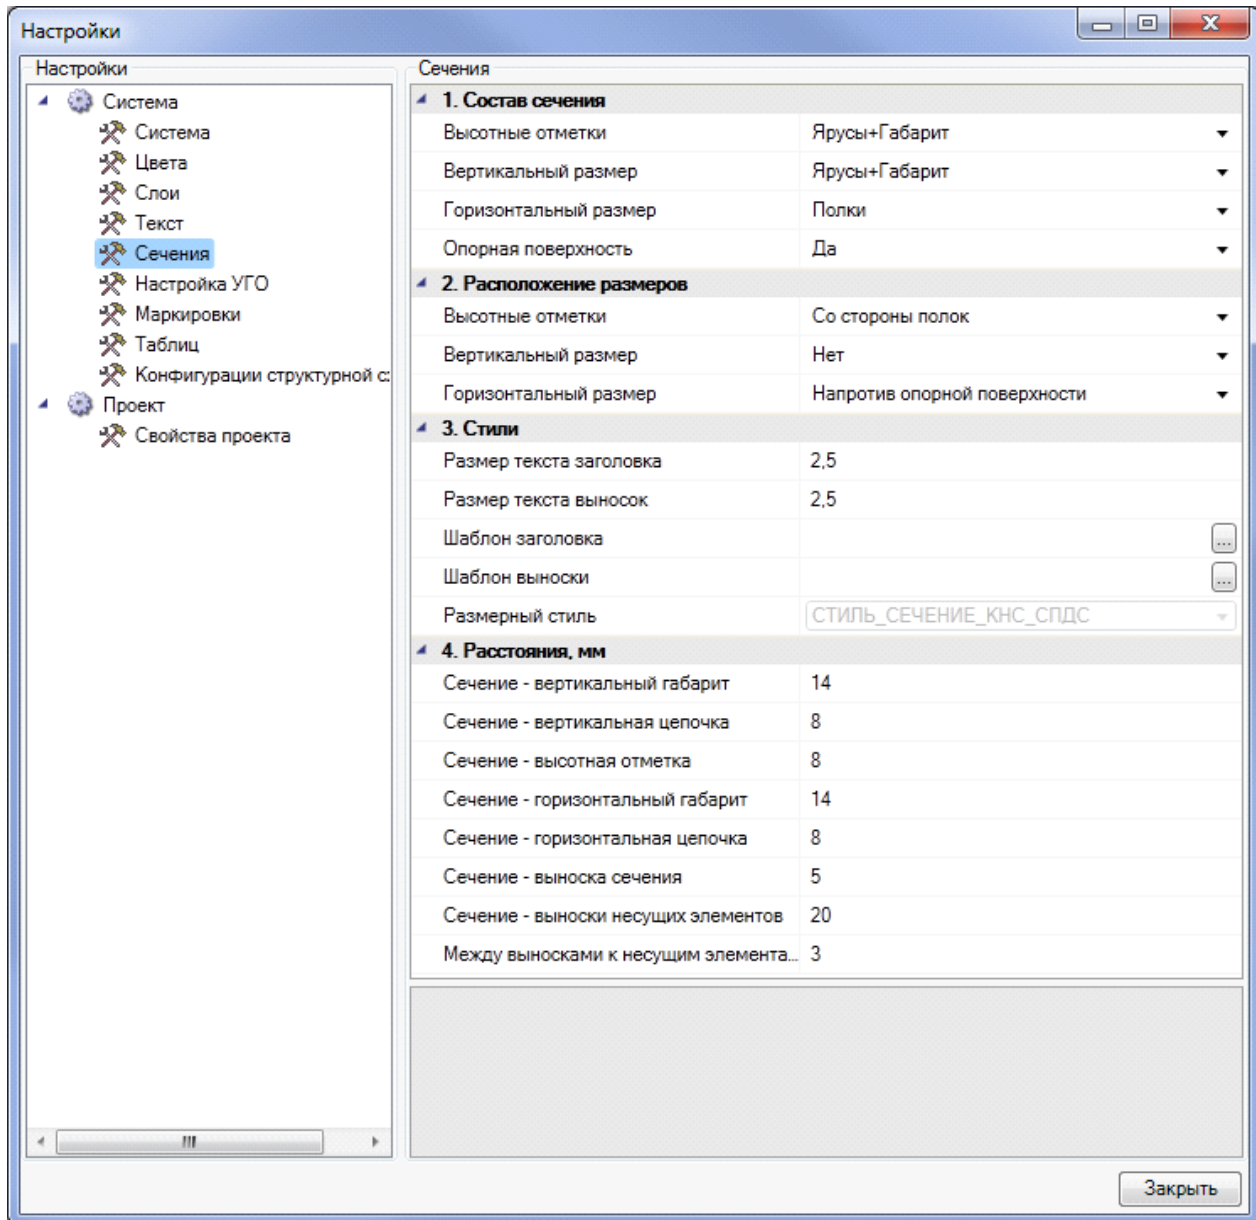 Настройки
Настройки
Система
Система
Цвета
Слои
Текст
Сечения
Настройка УГО
Маркировки
Таблиц
Конфигурации структурной с
Проект
Свойства проекта
Сечения
1. Состав сечения
Высотные отметки Ярусы+Габарит
Вертикальный размер Ярусы+Габарит
Горизонтальный размер Полки
Опорная поверхность Да
2. Расположение размеров
Высотные отметки Со стороны полок
Вертикальный размер Нет
Горизонтальный размер Напротив опорной поверхности
3. Стили
Размер текста заголовка 2,5
Размер текста выносок 2,5
Шаблон заголовка ...
Шаблон выноски ...
Размерный стиль СТИЛЬ_СЕЧЕНИЕ_КНС_СПДС
4. Расстояния, мм
Сечение - вертикальный габарит 14
Сечение - вертикальная цепочка 8
Сечение - высотная отметка 8
Сечение - горизонтальный габарит 14
Сечение - горизонтальная цепочка 8
Сечение - выноска сечения 5
Сечение - выноски несущих элементов 20
Между выносками к несущим элемента... 3
Закрыть